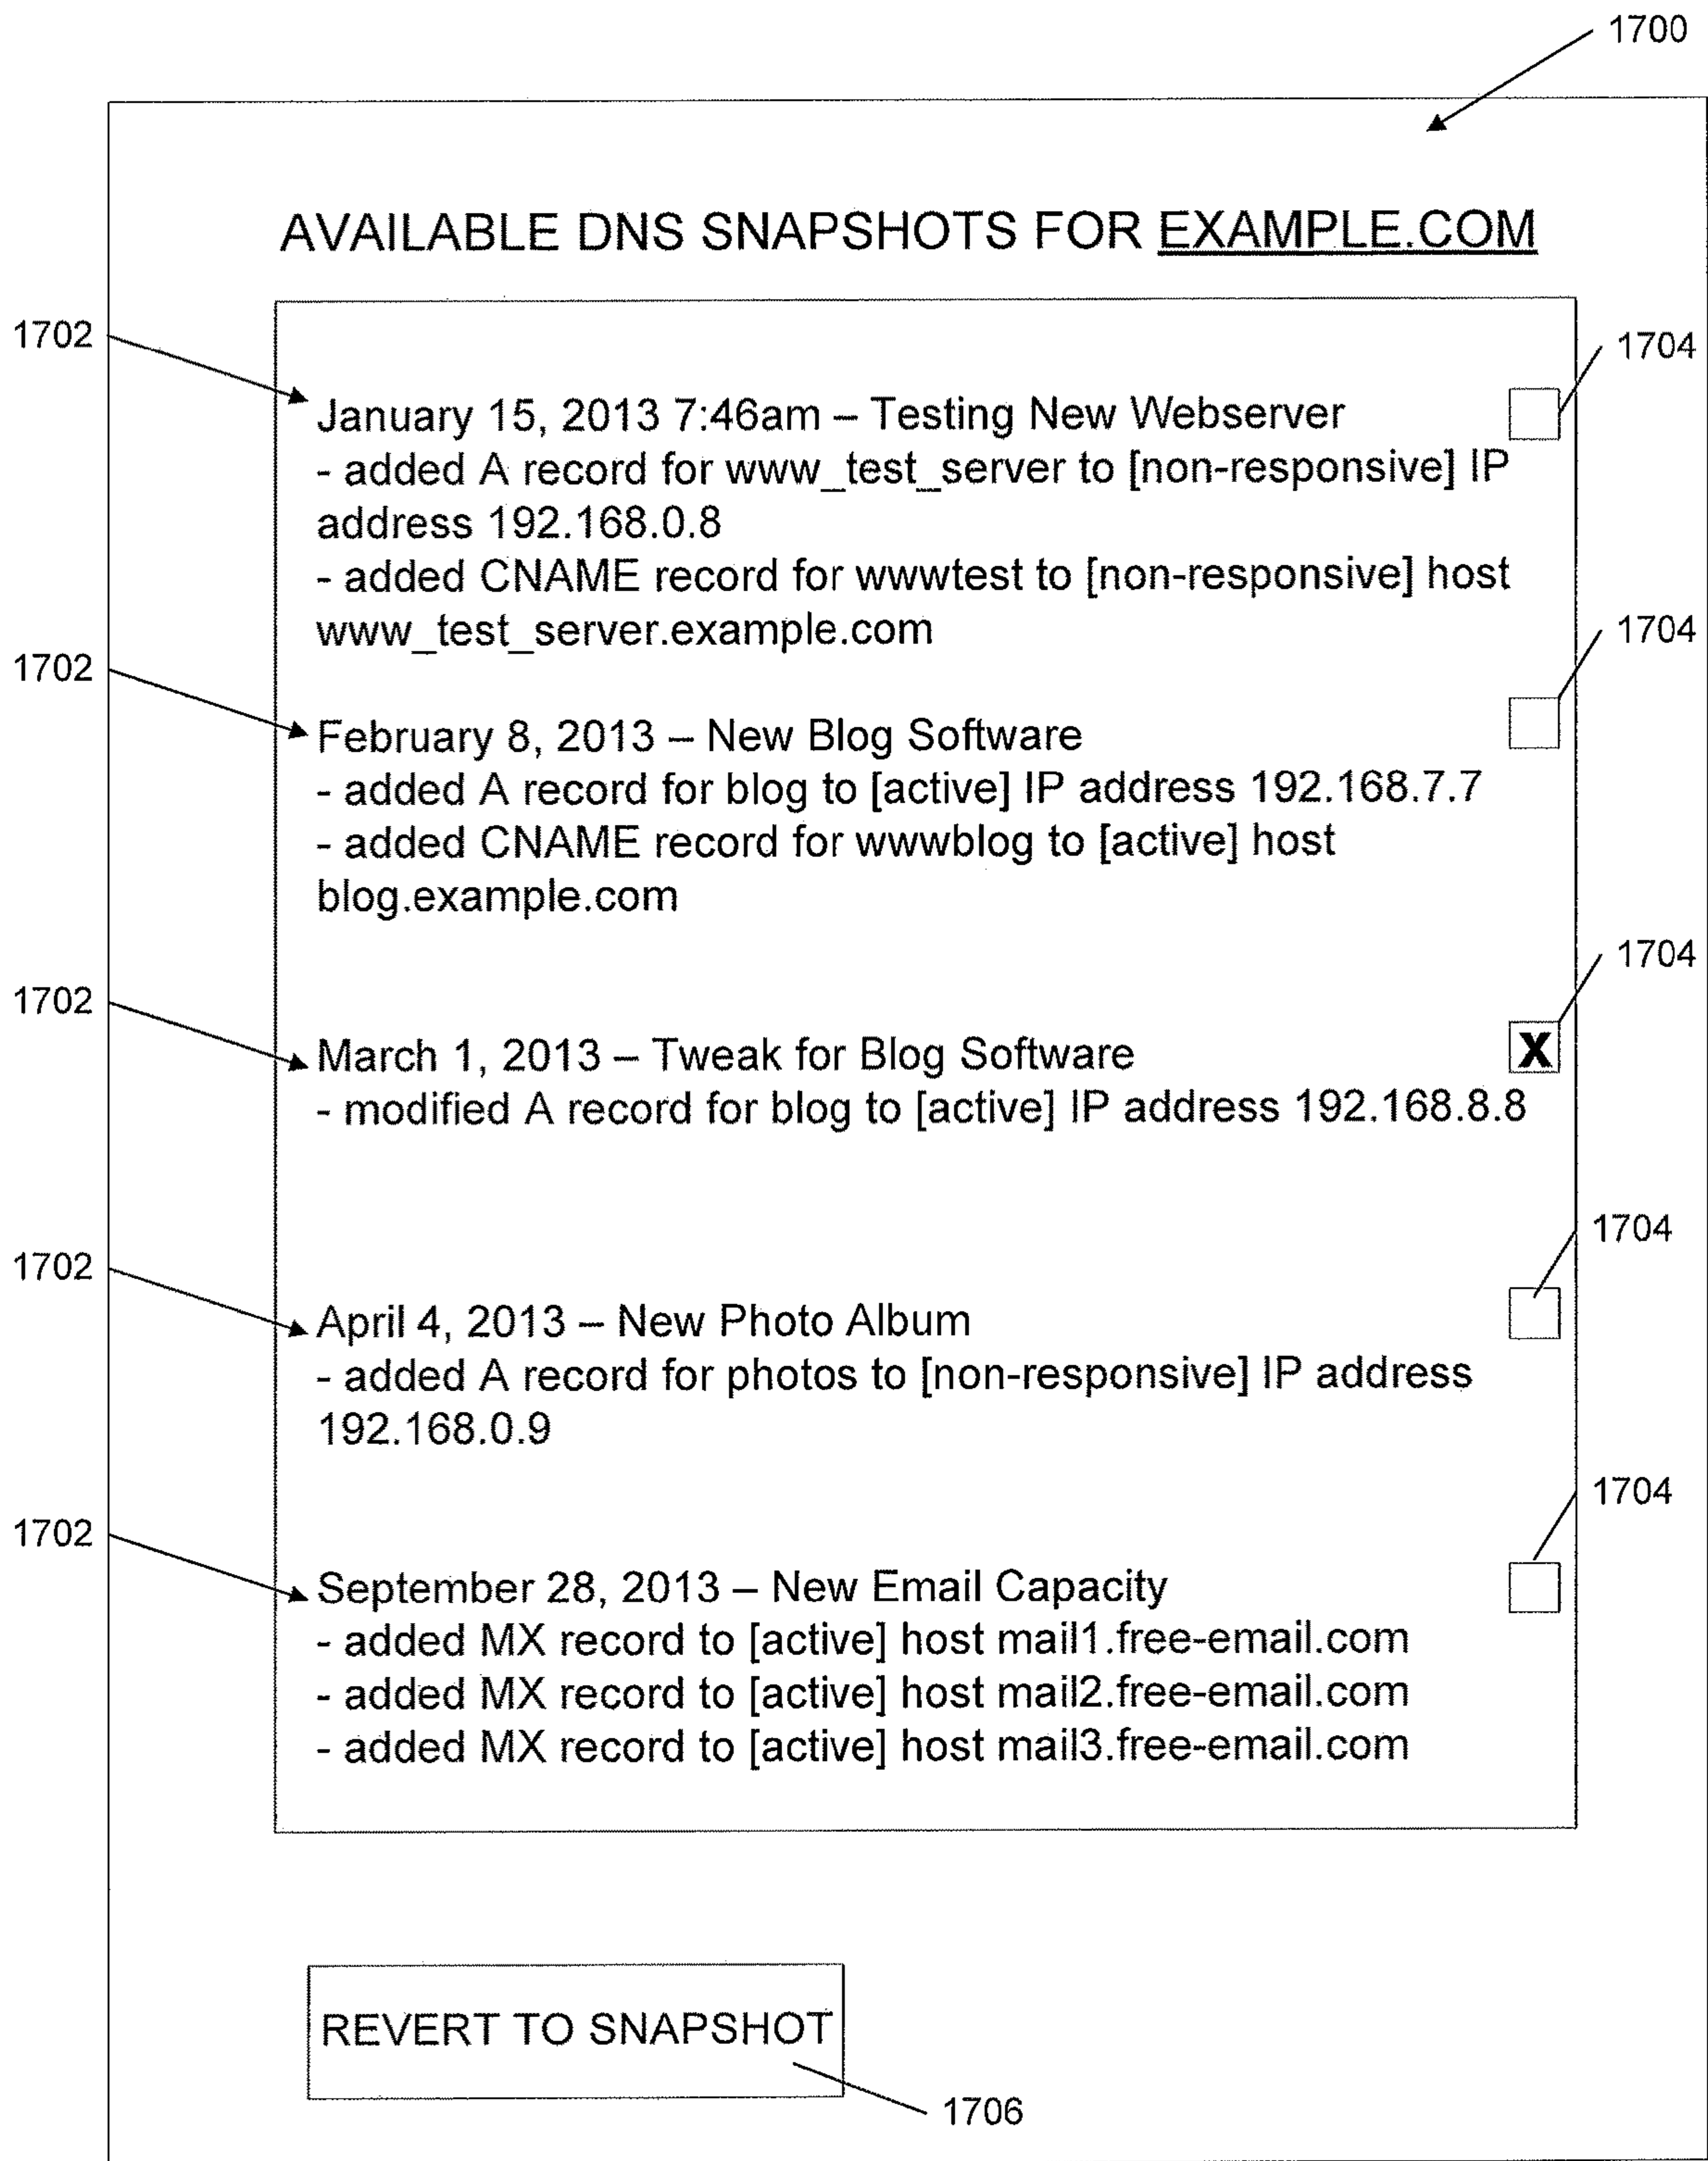 1700
AVAILABLE DNS SNAPSHOTS FOR EXAMPLE.COM
1702
1704
January 15, 2013 7:46am – Testing New Webserver
- added A record for www_test_server to [non-responsive] IP
address 192.168.0.8
- added CNAME record for wwwtest to [non-responsive] host
www_test_server.example.com
1704
1702
February 8, 2013 – New Blog Software
- added A record for blog to [active] IP address 192.168.7.7
- added CNAME record for wwwblog to [active] host
blog.example.com
1704
1702
March 1, 2013 – Tweak for Blog Software
X
- modified A record for blog to [active] IP address 192.168.8.8
1704
1702
April 4, 2013 – New Photo Album
- added A record for photos to [non-responsive] IP address
192.168.0.9
1704
1702
September 28, 2013 – New Email Capacity
- added MX record to [active] host mail1.free-email.com
- added MX record to [active] host mail2.free-email.com
- added MX record to [active] host mail3.free-email.com
REVERT TO SNAPSHOT
1706